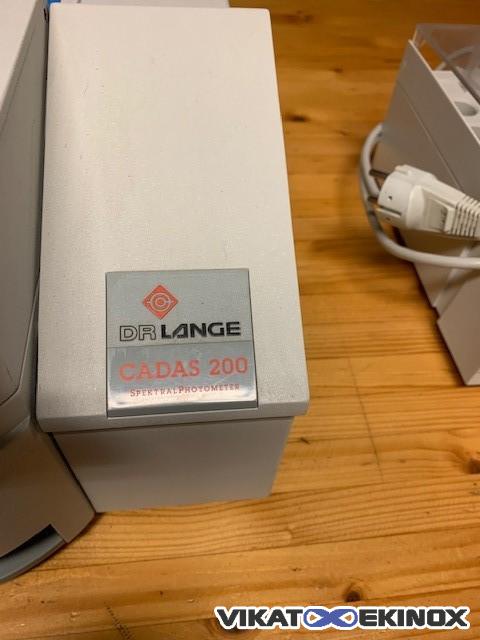 DR LANGE
CADAS 200
SPEKTRALPHOTOMETER
VIKAT EKINOX